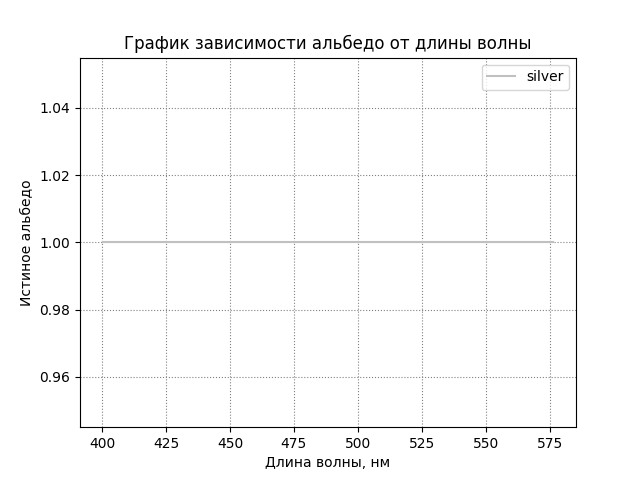 График зависимости альбедо от длины волны
silver
1.04
1.02
1.00
0.98
0.96
Истиное альбедо
400 425 450 475 500 525 550 575
Длина волны, нм